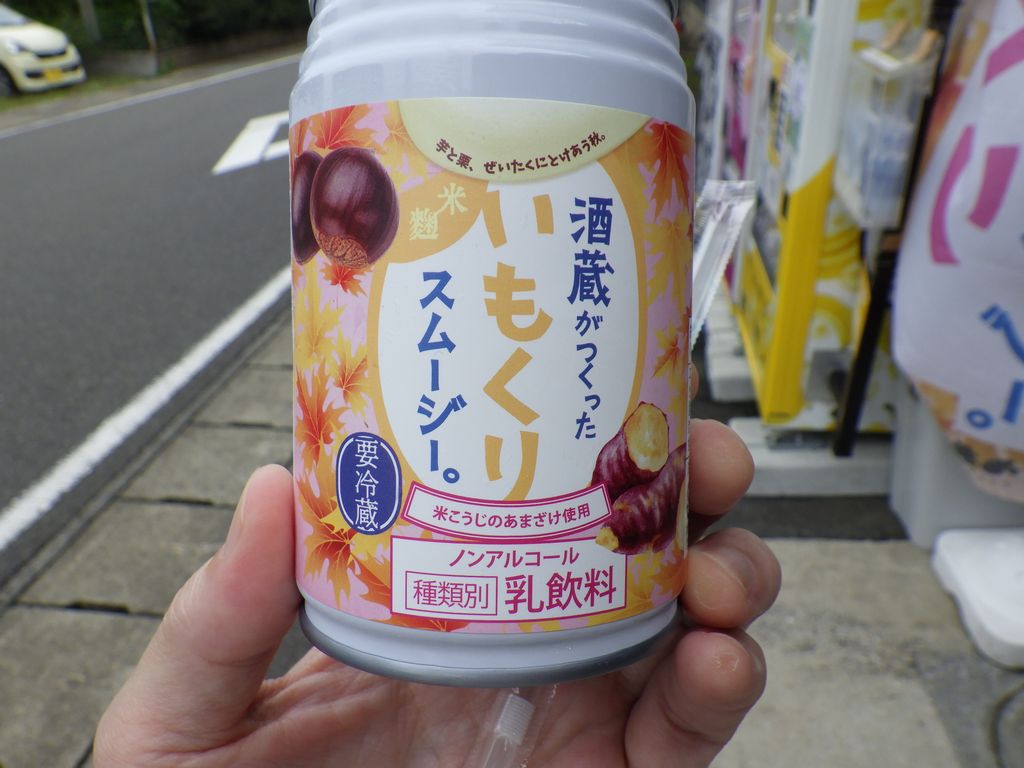 芋と栗、ぜいたくにとけあう秋。
米麹
酒蔵がつくった
いもくり
スムージー。
要冷蔵
米こうじのあまざけ使用
ノンアルコール
種類別 乳飲料